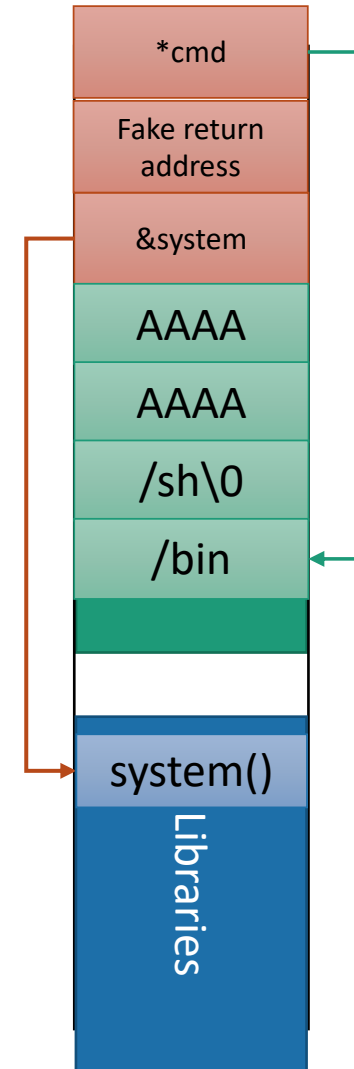 *cmd
Fake return
address
&system
AAAA
AAAA
/sh\0
/bin
system()
Libraries